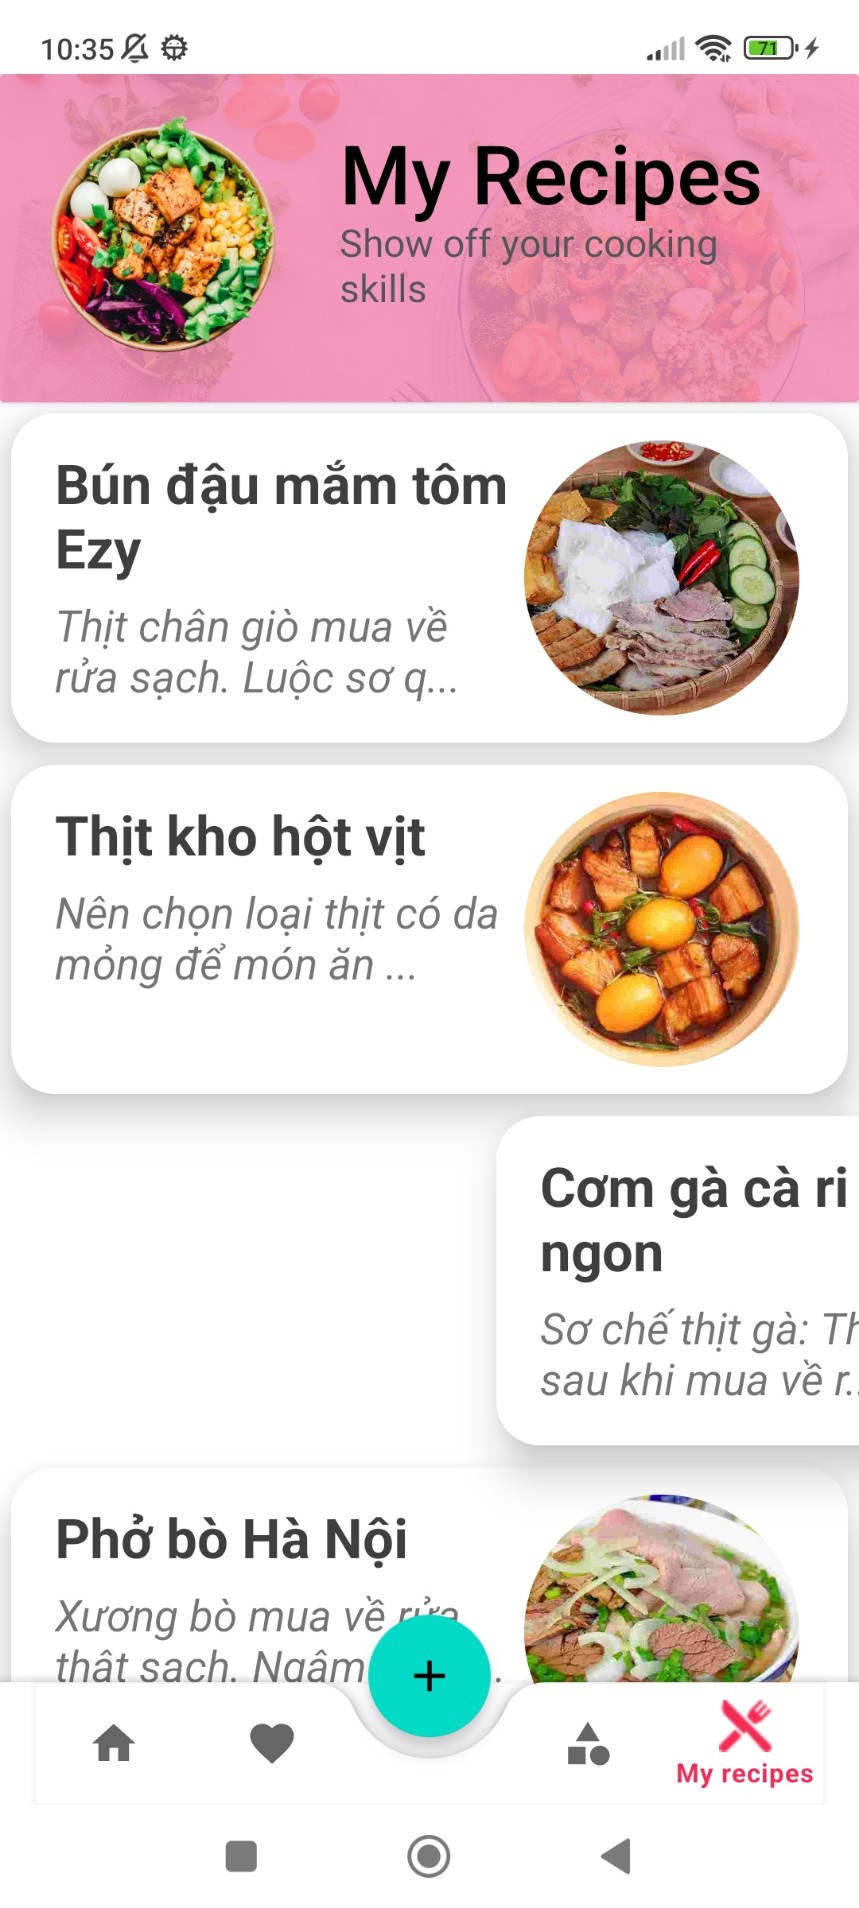 10:35
71
My Recipes
Show off your cooking
skills
Bún đậu mắm tôm
Ezy
Thịt chân giò mua về
rửa sạch. Luộc sơ q...
Thịt kho hột vịt
Nên chọn loại thịt có da
mỏng để món ăn ...
Cơm gà cà ri
ngon
Sơ chế thịt gà:
sau khi mua về r..
Phở bò Hà Nội
Xương bò mua về rửa
thật sạch. Ngâm
My recipes